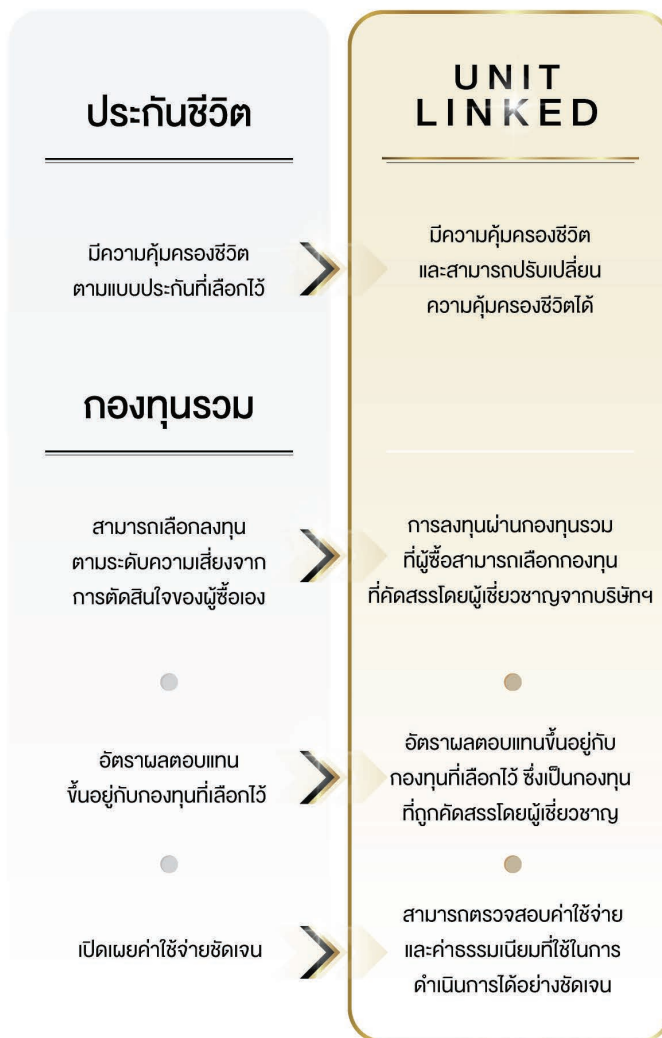 ประกันชีวิต
UNIT
LINKED
มีความคุ้มครองชีวิต
ตามแบบประกันที่เลือกไว้
มีความคุ้มครองชีวิต
และสามารถปรับเปลี่ยน
ความคุ้มครองชีวิตได้
กองทุนรวม
สามารถเลือกลงทุน
ตามระดับความเสี่ยงจาก
การตัดสินใจของผู้ซื้อเอง
การลงทุนผ่านกองทุนรวม
ที่ผู้ซื้อสามารถเลือกกองทุน
ที่คัดสรรโดยผู้เชี่ยวชาญจากบริษัทฯ
อัตราผลตอบแทน
ขึ้นอยู่กับกองทุนที่เลือกไว้
อัตราผลตอบแทนขึ้นอยู่กับ
กองทุนที่เลือกไว้ ซึ่งเป็นกองทุน
ที่ถูกคัดสรรโดยผู้เชี่ยวชาญ
เปิดเผยค่าใช้จ่ายชัดเจน
สามารถตรวจสอบค่าใช้จ่าย
และค่าธรรมเนียมที่ใช้ในการ
ดำเนินการได้อย่างชัดเจน